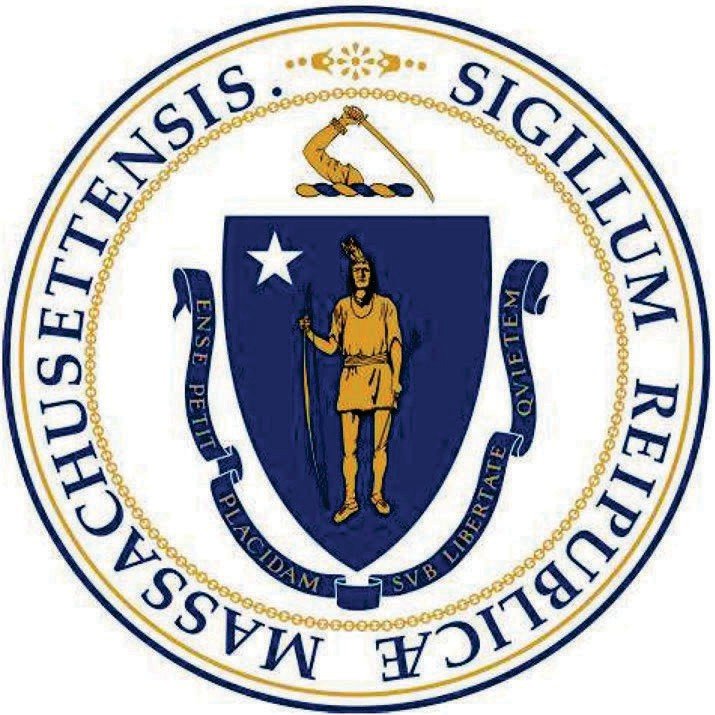 SIGILLUM REIPUBLICÆ MASSACHUSETTENSIS.
ENSE PETIT PLACIDAM SVB LIBERTATE QVIETEM